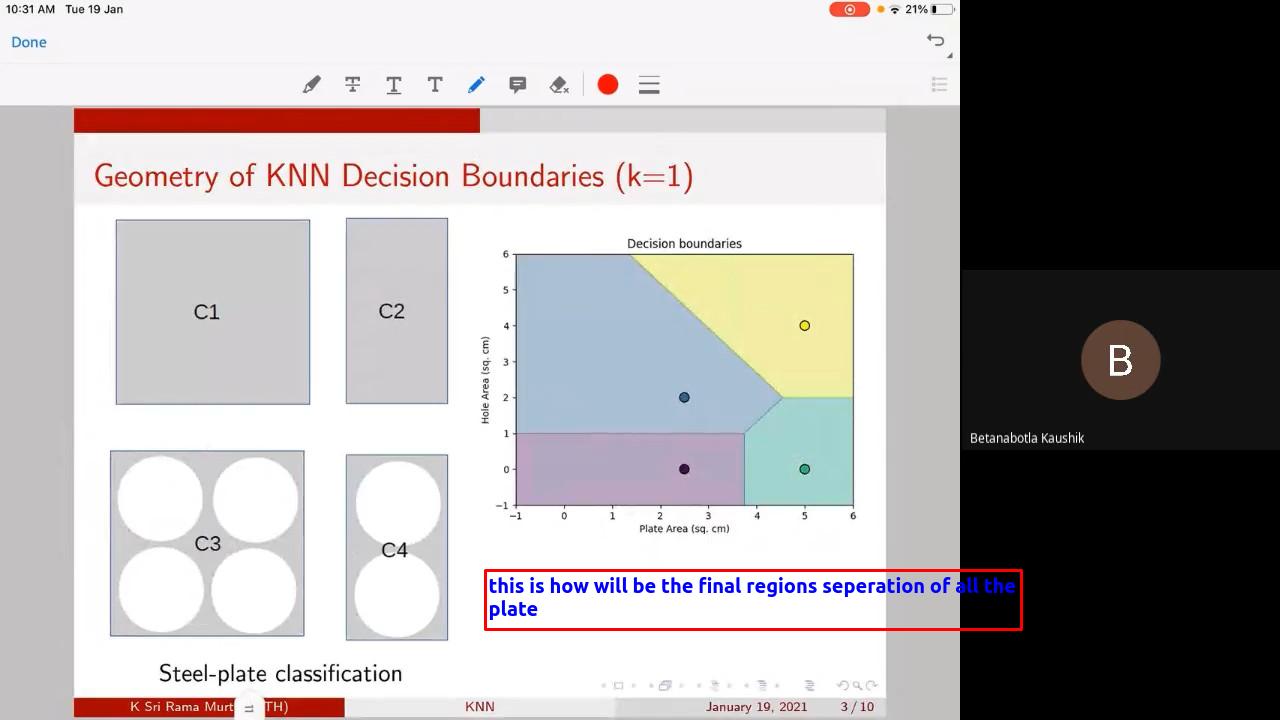 10:31 AM Tue 19 Jan
21%
Done
Geometry of KNN Decision Boundaries (k=1)
C1
C2
C3
C4
Steel-plate classification
Decision boundaries
Hole Area (sq. cm)
6
5
4
3
2
1
0
−1
−1 0 1 2 3 4 5 6
Plate Area (sq. cm)
this is how will be the final regions seperation of all the
plate
B
Betanabotla Kaushik
K Sri Rama Murt TH)
KNN
January 19, 2021
3 / 10